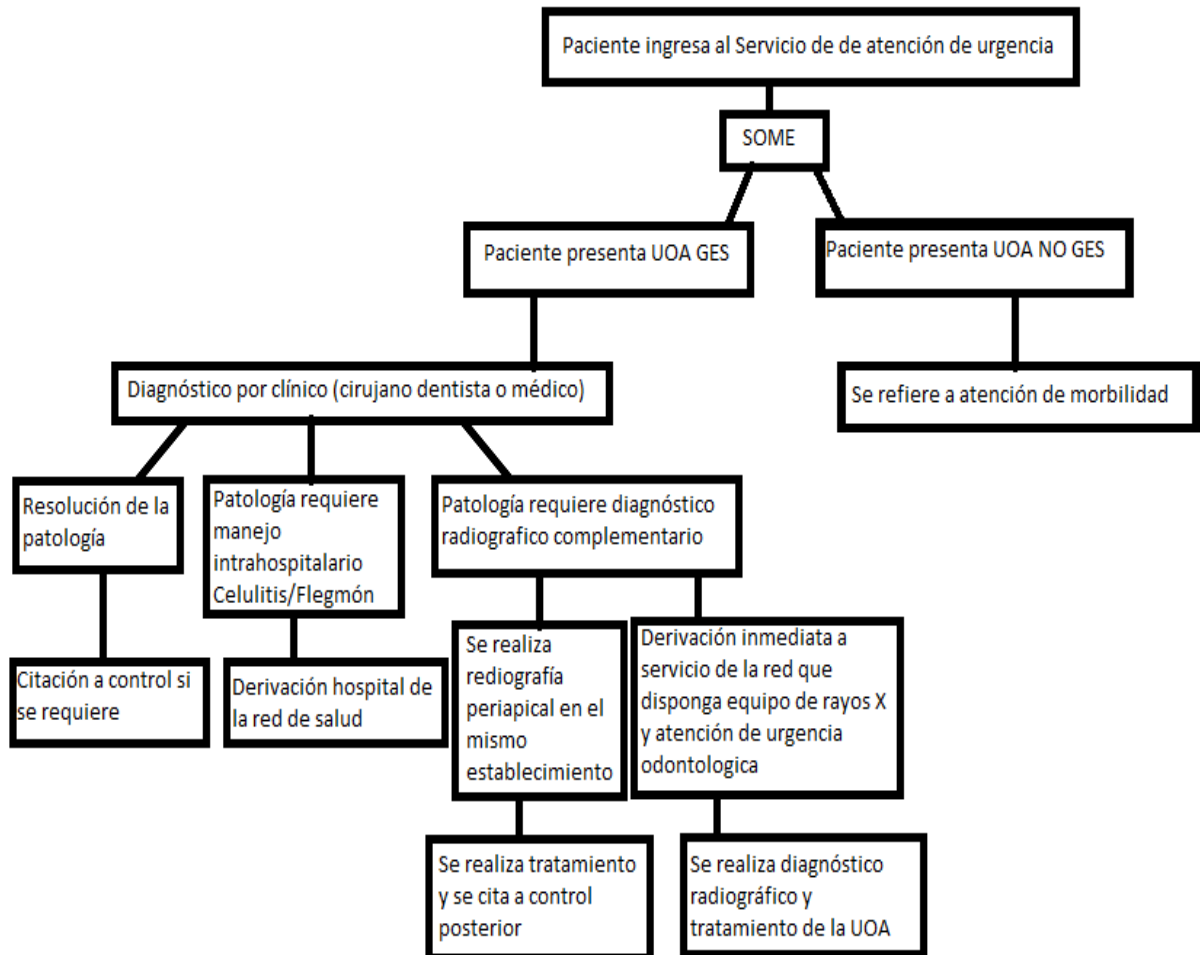 Paciente ingresa al Servicio de de atención de urgencia
SOME
Paciente presenta UOA GES
Paciente presenta UOA NO GES
Diagnóstico por clínico (cirujano dentista o médico)
Se refiere a atención de morbilidad
Resolución de la
patología
Patología requiere
manejo
intrahospitalario
Celulitis/Flegmón
Patología requiere diagnóstico
radiografico complementario
Citación a control si
se requiere
Derivación hospital de
la red de salud
Se realiza
rediografía
periapical en el
mismo
establecimiento
Derivación inmediata a
servicio de la red que
disponga equipo de rayos X
y atención de urgencia
odontologica
Se realiza tratamiento
y se cita a control
posterior
Se realiza diagnóstico
radiográfico y
tratamiento de la UOA